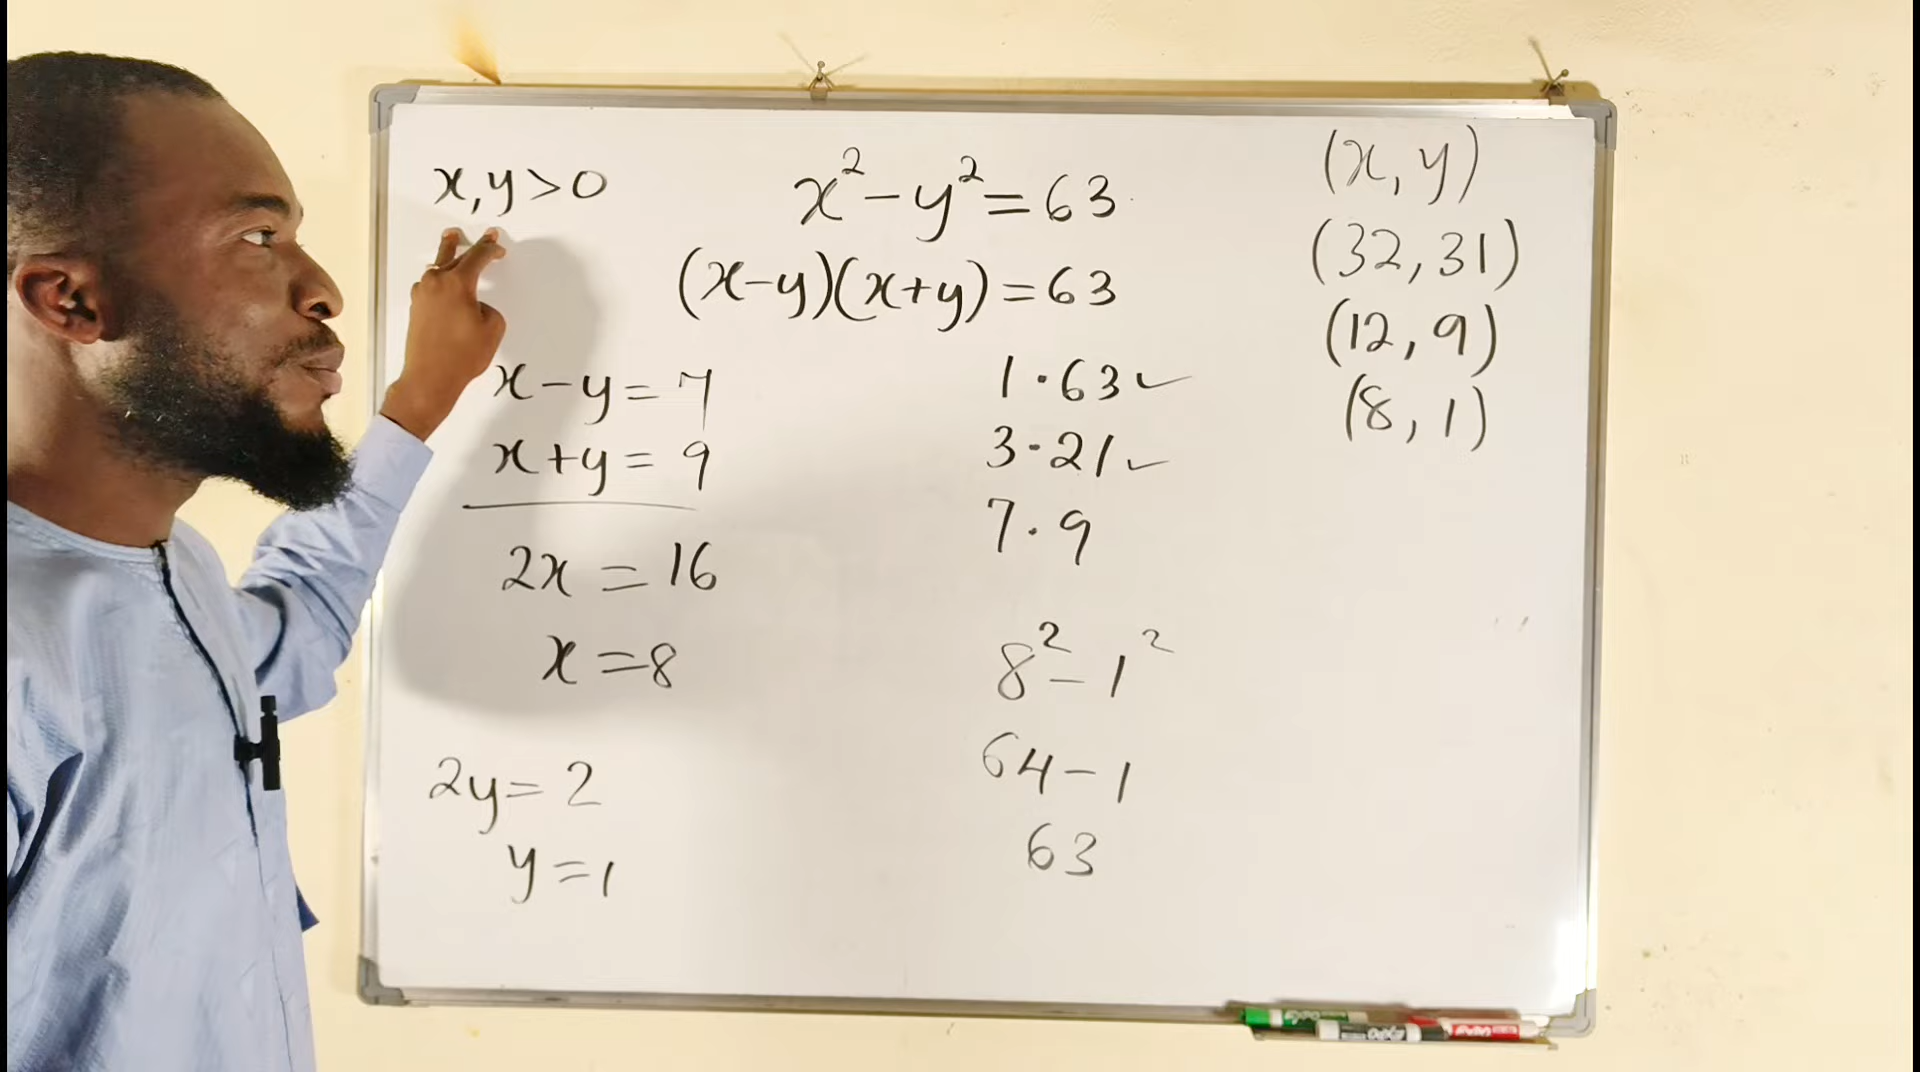 x,y>0
x²-y²=63
(x-y)(x+y)=63
x-y=7
x+y=9
2x=16
x=8
2y=2
y=1
1·63✓
3·21✓
7·9
8²-1²
64-1
63
(x,y)
(32,31)
(12,9)
(8,1)